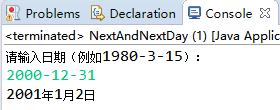 Problems Declaration Console
<terminated> NextAndNextDay (1) [Java Applic
请输入日期（例如1980-3-15）：
2000-12-31
2001年1月2日